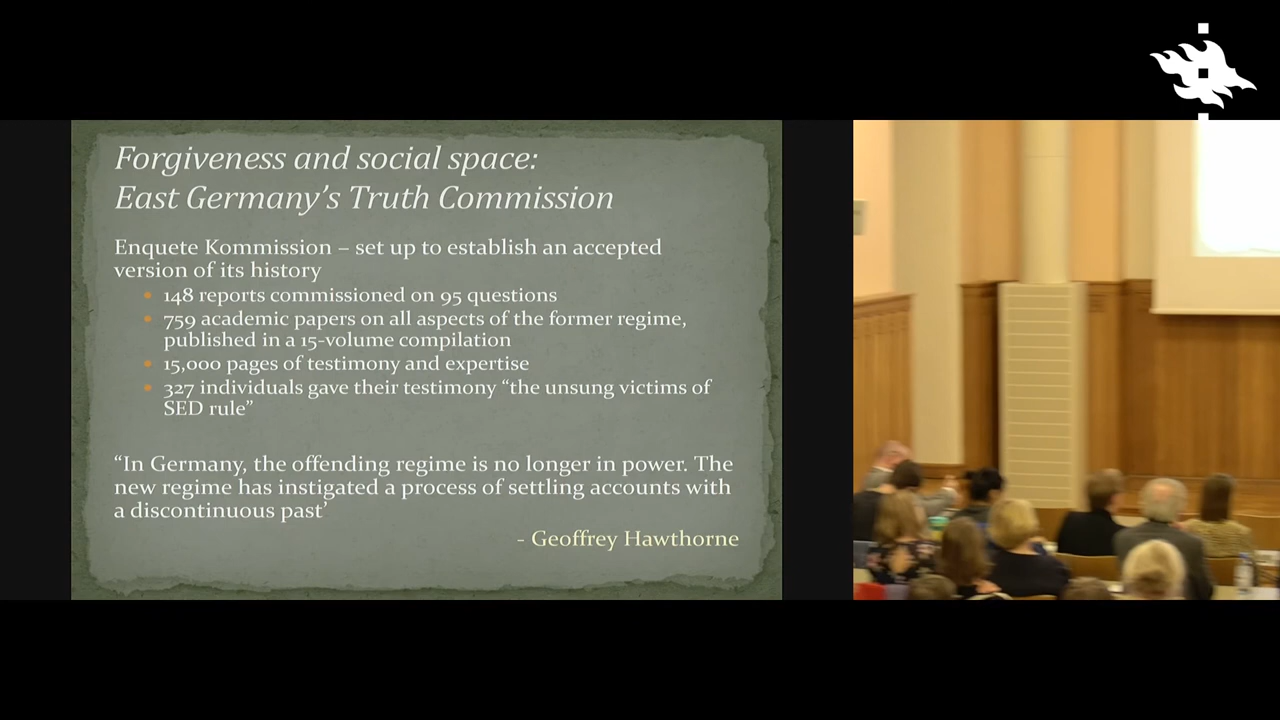 Forgiveness and social space:
East Germany's Truth Commission
Enquete Kommission – set up to establish an accepted
version of its history
• 148 reports commissioned on 95 questions
• 759 academic papers on all aspects of the former regime,
published in a 15-volume compilation
• 15,000 pages of testimony and expertise
• 327 individuals gave their testimony “the unsung victims of
SED rule”
“In Germany, the offending regime is no longer in power. The
new regime has instigated a process of settling accounts with
a discontinuous past’
- Geoffrey Hawthorne